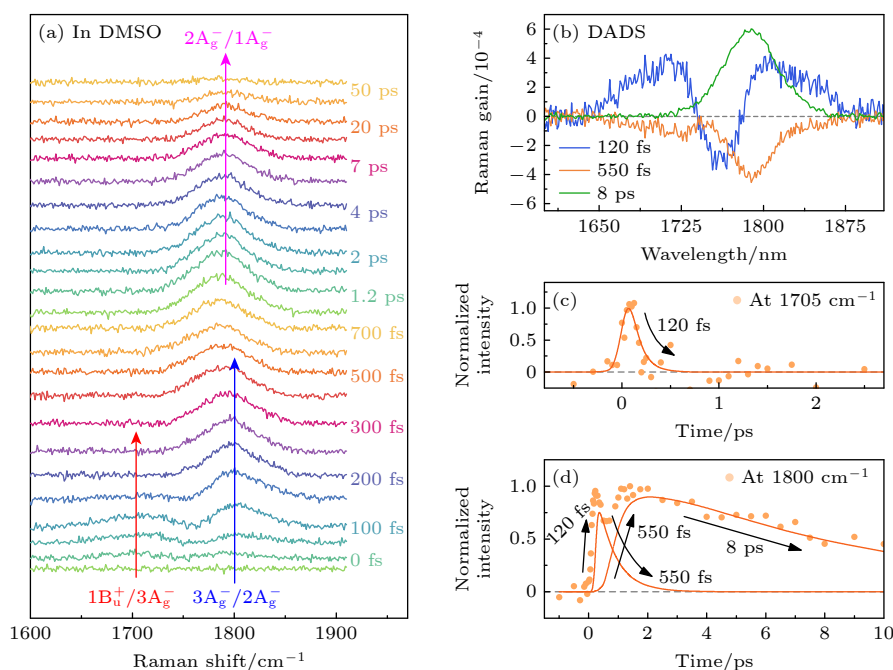 (a) In DMSO
2A_g^-/1A_g^-
50 ps
20 ps
7 ps
4 ps
2 ps
1.2 ps
700 fs
500 fs
300 fs
200 fs
100 fs
0 fs
1B_u^+/3A_g^-
3A_g^-/2A_g^-
1600 1700 1800 1900
Raman shift/cm^-1
(b) DADS
Raman gain/10^-4
6
4
2
0
−2
−4
−6
120 fs
550 fs
8 ps
1650 1725 1800 1875
Wavelength/nm
(c)
At 1705 cm^-1
Normalized
intensity
1.0
0.5
0
120 fs
0 1 2
Time/ps
(d)
At 1800 cm^-1
Normalized
intensity
1.0
0.5
0
120 fs
550 fs
550 fs
8 ps
0 2 4 6 8 10
Time/ps